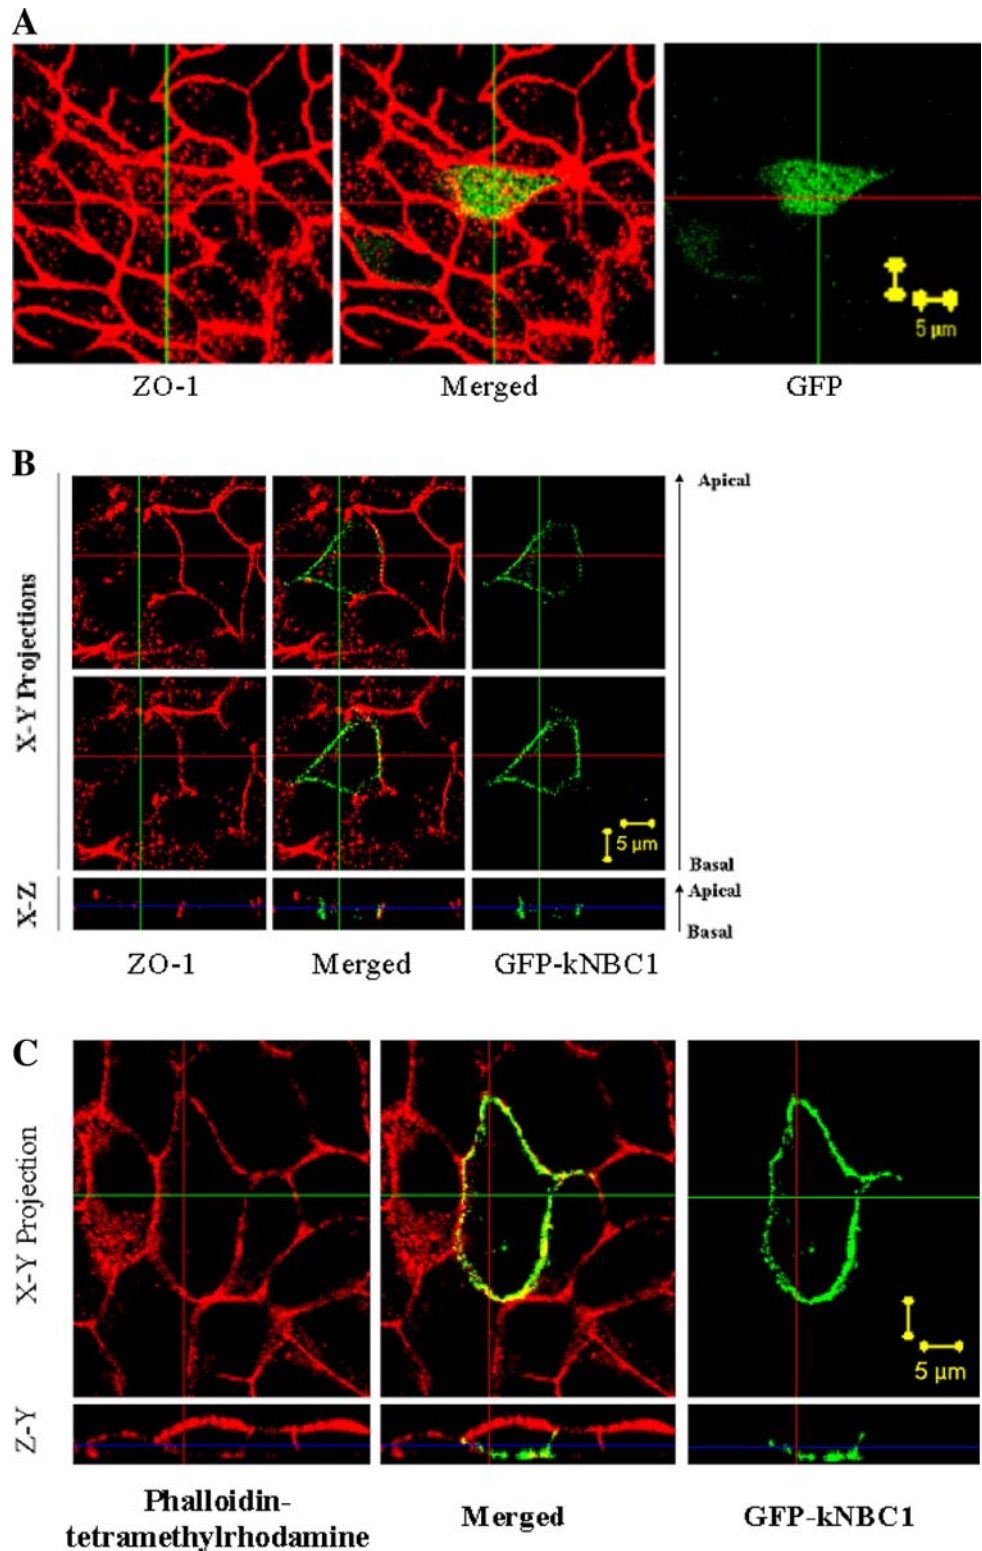 A
5 µm
ZO-1 Merged GFP
B
X-Y Projections
Apical
5 µm
Basal
X-Z
Apical
Basal
ZO-1 Merged GFP-kNBC1
C
X-Y Projection
5 µm
Z-Y
Phalloidin-
tetramethylrhodamine
Merged
GFP-kNBC1